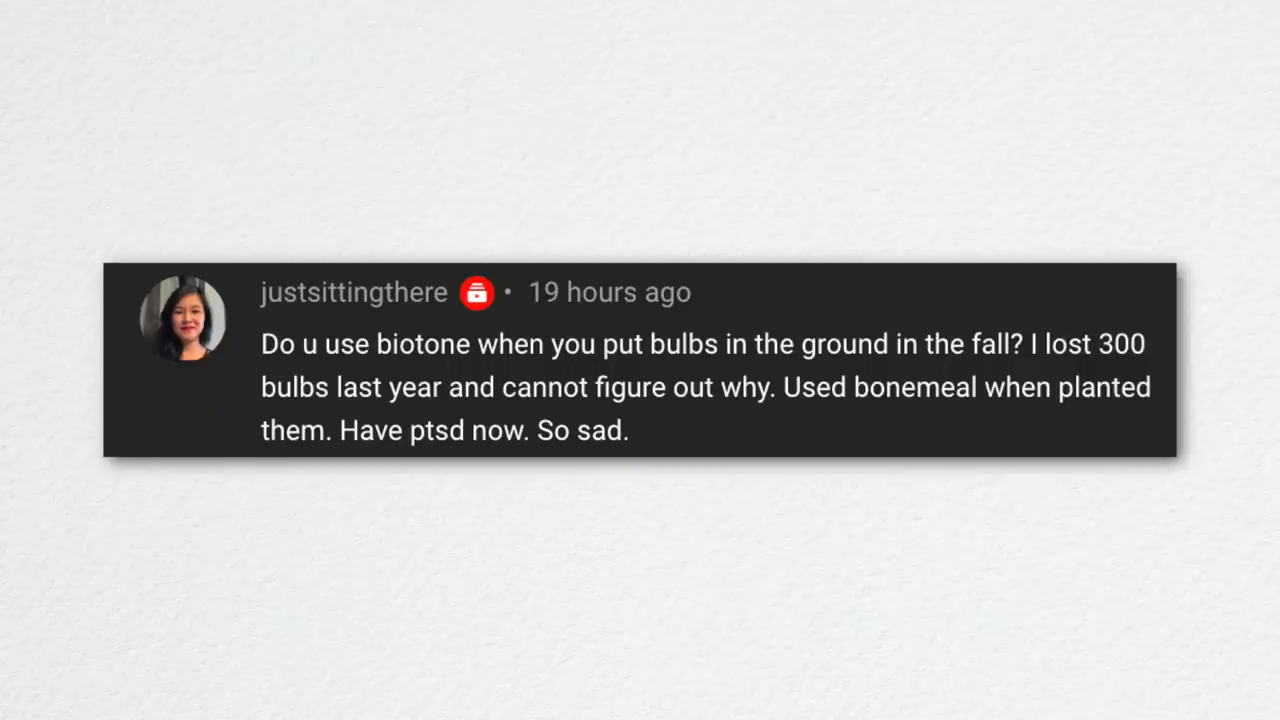 justsittingthere • 19 hours ago
Do u use biotone when you put bulbs in the ground in the fall? I lost 300
bulbs last year and cannot figure out why. Used bonemeal when planted
them. Have ptsd now. So sad.